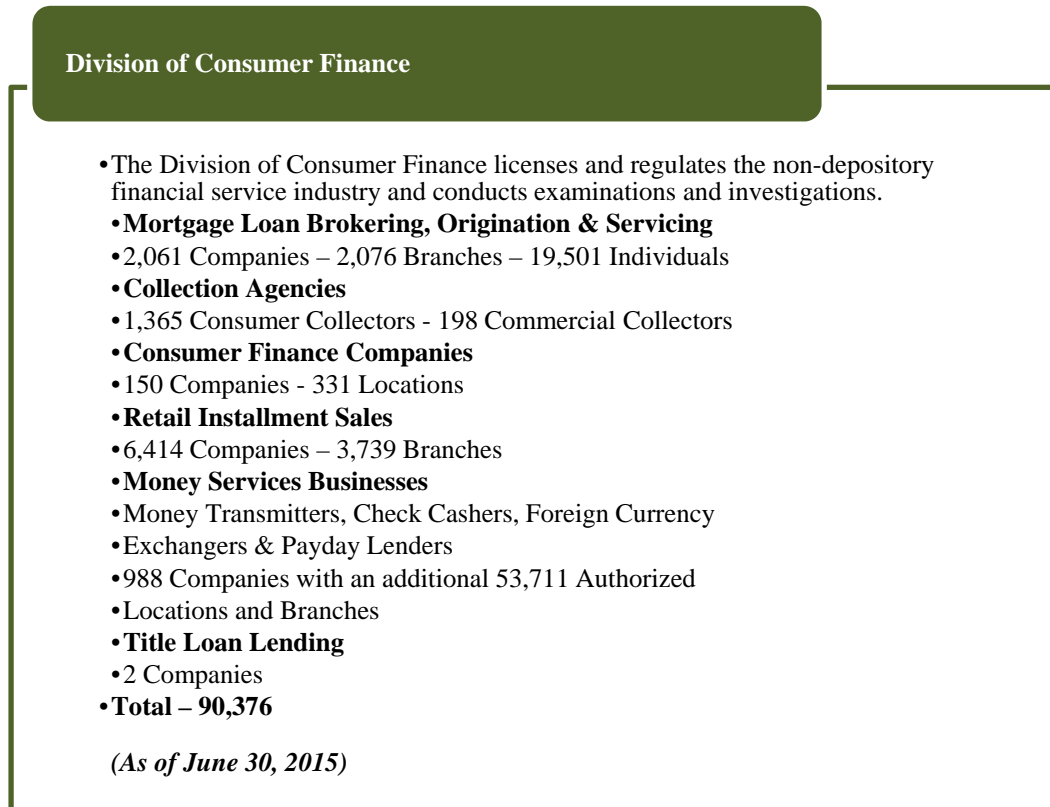 Division of Consumer Finance
•The Division of Consumer Finance licenses and regulates the non-depository
financial service industry and conducts examinations and investigations.
•Mortgage Loan Brokering, Origination & Servicing
•2,061 Companies – 2,076 Branches – 19,501 Individuals
•Collection Agencies
•1,365 Consumer Collectors - 198 Commercial Collectors
•Consumer Finance Companies
•150 Companies - 331 Locations
•Retail Installment Sales
•6,414 Companies – 3,739 Branches
•Money Services Businesses
•Money Transmitters, Check Cashers, Foreign Currency
•Exchangers & Payday Lenders
•988 Companies with an additional 53,711 Authorized
•Locations and Branches
•Title Loan Lending
•2 Companies
•Total – 90,376
(As of June 30, 2015)